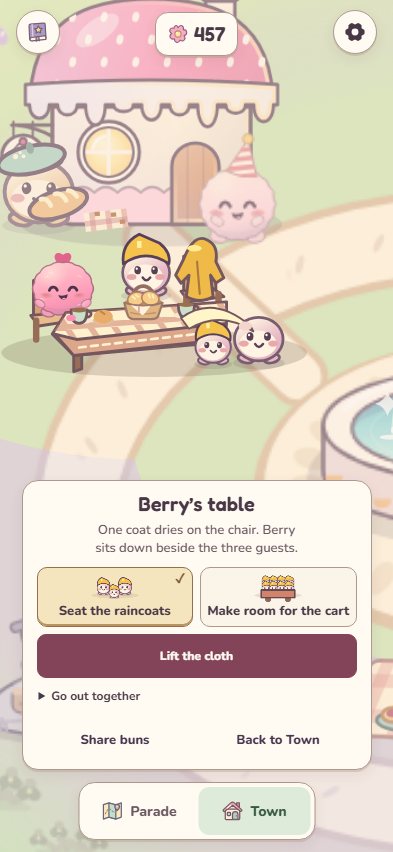 457
Berry's table
One coat dries on the chair. Berry
sits down beside the three guests.
Seat the raincoats
Make room for the cart
Lift the cloth
Go out together
Share buns
Back to Town
Parade
Town